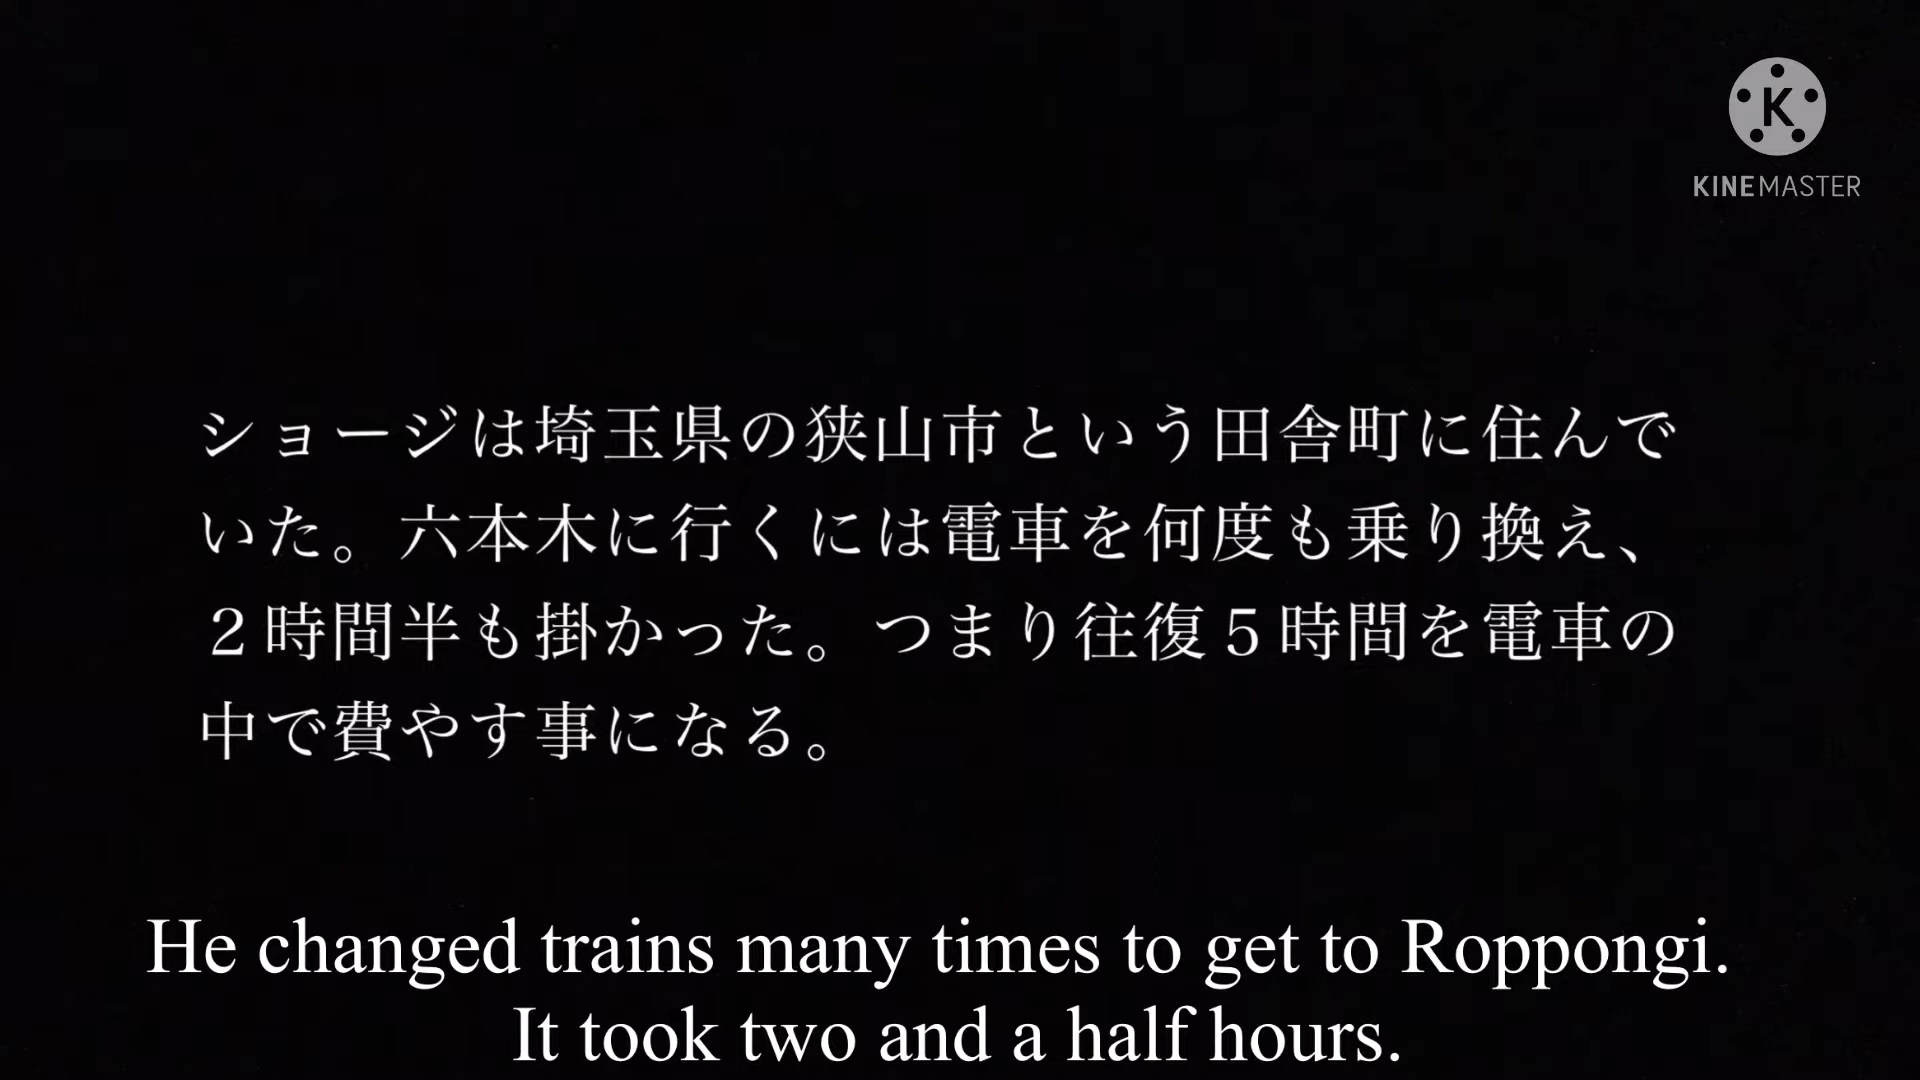 KINEMASTER
ショージは埼玉県の狭山市という田舎町に住んで
いた。六本木に行くには電車を何度も乗り換え、
２時間半も掛かった。つまり往復５時間を電車の
中で費やす事になる。
He changed trains many times to get to Roppongi.
It took two and a half hours.